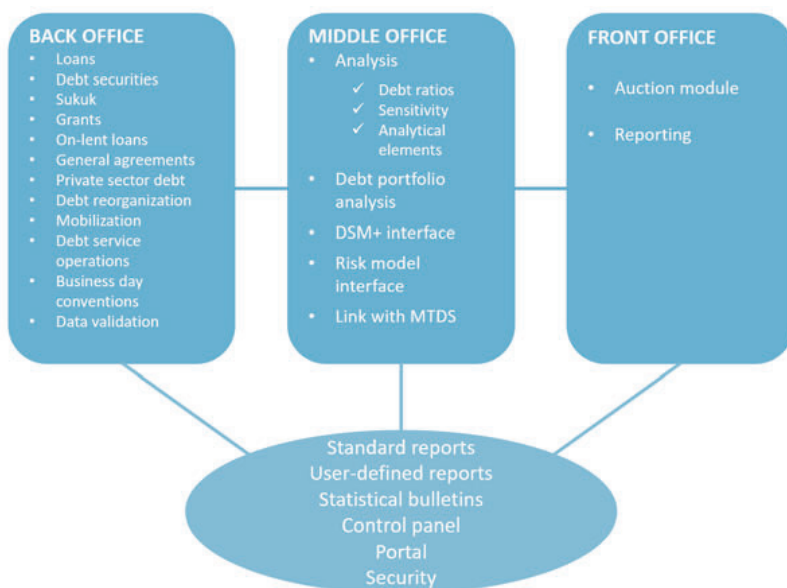 BACK OFFICE
• Loans
• Debt securities
• Sukuk
• Grants
• On-lent loans
• General agreements
• Private sector debt
• Debt reorganization
• Mobilization
• Debt service
operations
• Business day
conventions
• Data validation
MIDDLE OFFICE
• Analysis
✓ Debt ratios
✓ Sensitivity
✓ Analytical
elements
• Debt portfolio
analysis
• DSM+ interface
• Risk model
interface
• Link with MTDS
FRONT OFFICE
• Auction module
• Reporting
Standard reports
User-defined reports
Statistical bulletins
Control panel
Portal
Security